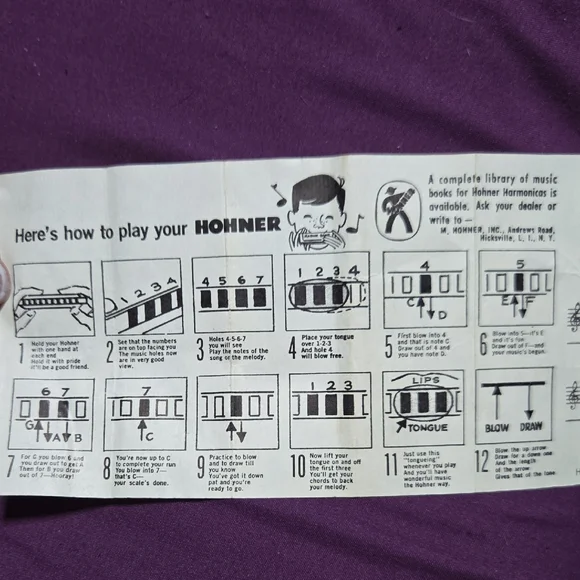 Here's how to play your HOHNER
A complete library of music
books for Hohner Harmonicas is
available. Ask your dealer or
write to —
M. HOHNER, INC., Andrews Road,
Hicksville, L. I., N. Y.
1 2 3 4
4 5 6 7
1 2 3 4
4
C D
5
E F
1
Hold your Hohner
with one hand at
each end
Hold it with pride
It'll be a good friend.
2
See that the numbers
are on top facing you
The music holes now
are in very good
view.
3
Holes 4-5-6-7
you will see
Play the notes of the
song or the melody.
4
Place your tongue
over 1-2-3
And hole 4
will blow free.
5
First blow into 4
and that is note C
Draw out of 4 and
you have note D.
6
Blow into 5—it's E
and it's fun
Draw out of F—and
your music's begun.
6 7
G A B
7
C
1 2 3
LIPS
TONGUE
BLOW DRAW
7
For G you blow 6 and
you draw out to get A
Then for B you draw
out of 7—Hooray!
8
You're now up to C
to complete your run
You blow into 7—
that's C—
your scale's done.
9
Practice to blow
and to draw till
you know
You've got it down
pat and you're
ready to go.
10
Now lift your
tongue on and off
the first three
You'll get your
chords to back
your melody.
11
Just use this
"tongueing"
whenever you play
And you'll have
wonderful music
the Hohner way.
12
Blow the up arrow
Draw for a down one
And the length
of the arrow
Gives that of the tone.